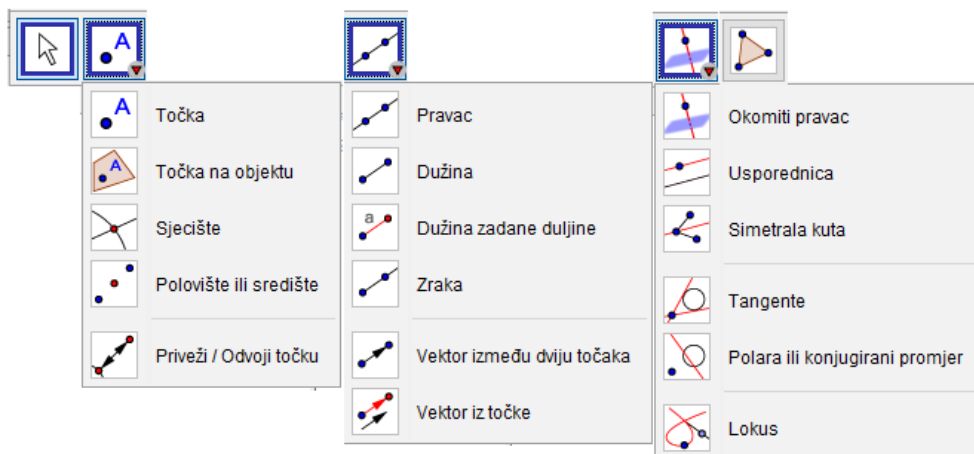 A
A
Točka
A
Točka na objektu
Sjecište
Polovište ili središte
Priveži / Odvoji točku
Pravac
Dužina
a
Dužina zadane duljine
Zraka
Vektor između dviju točaka
Vektor iz točke
Okomiti pravac
Usporednica
Simetrala kuta
Tangente
Polara ili konjugirani promjer
Lokus